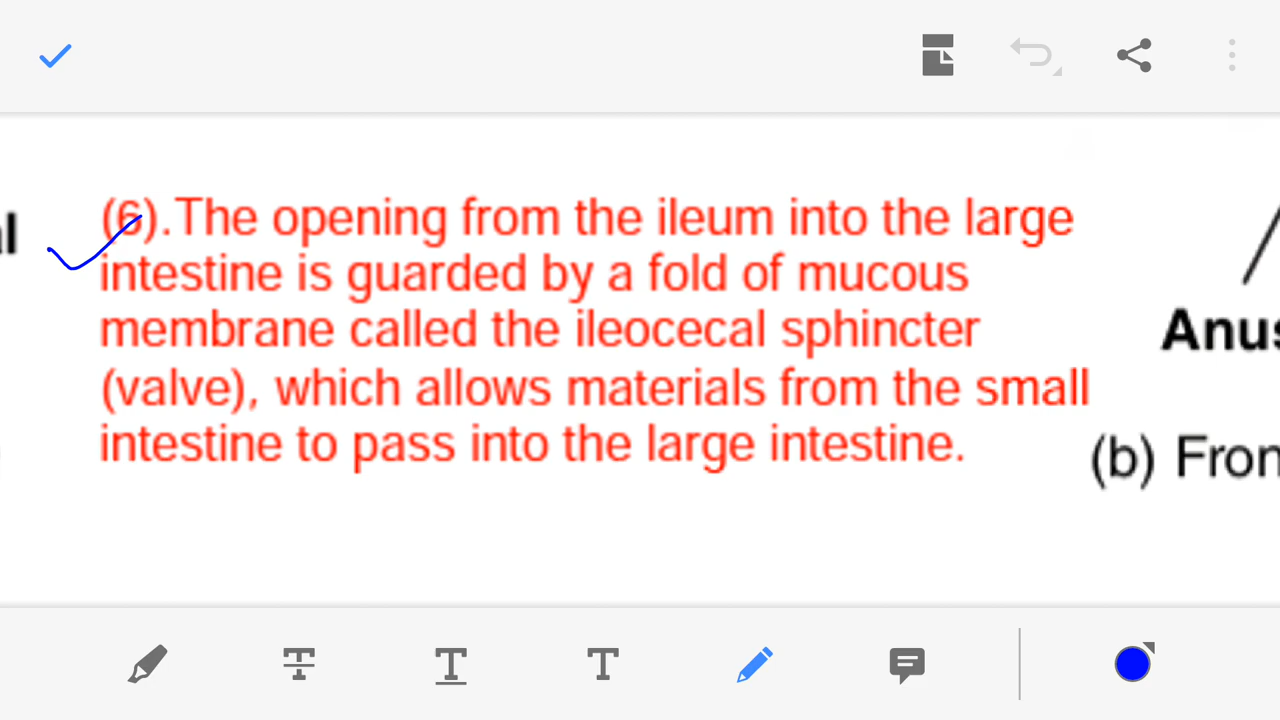 (6).The opening from the ileum into the large
intestine is guarded by a fold of mucous
membrane called the ileocecal sphincter
(valve), which allows materials from the small
intestine to pass into the large intestine.
Anus
(b)